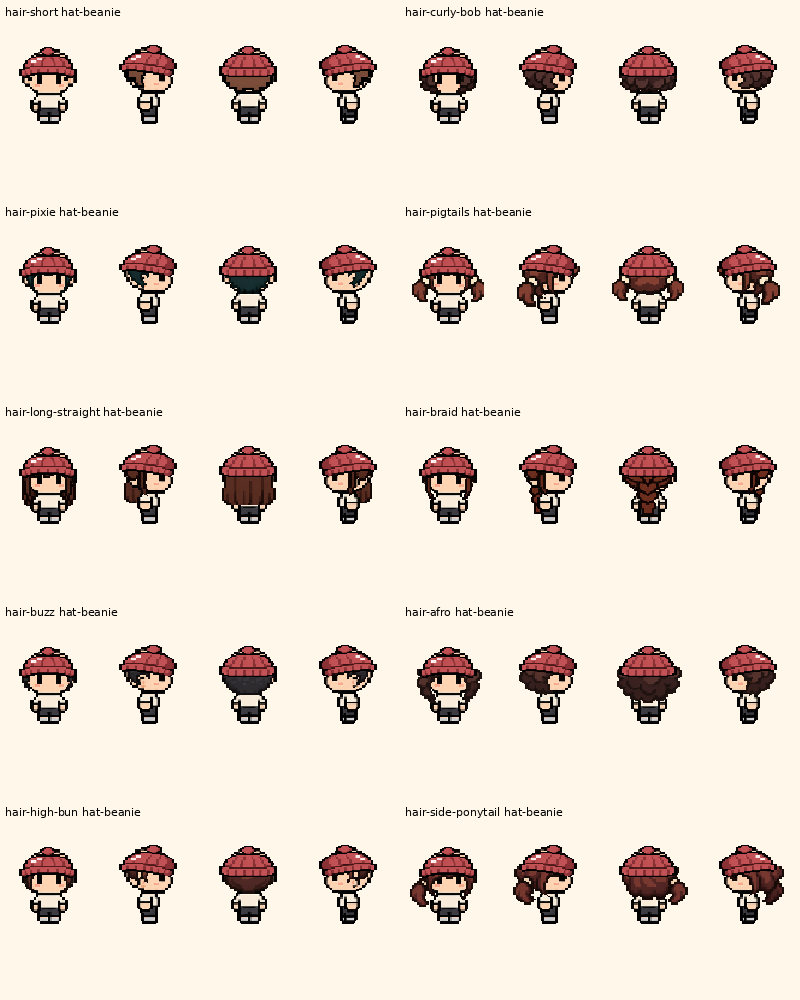 hair-short hat-beanie
hair-curly-bob hat-beanie
hair-pixie hat-beanie
hair-pigtails hat-beanie
hair-long-straight hat-beanie
hair-braid hat-beanie
hair-buzz hat-beanie
hair-afro hat-beanie
hair-high-bun hat-beanie
hair-side-ponytail hat-beanie